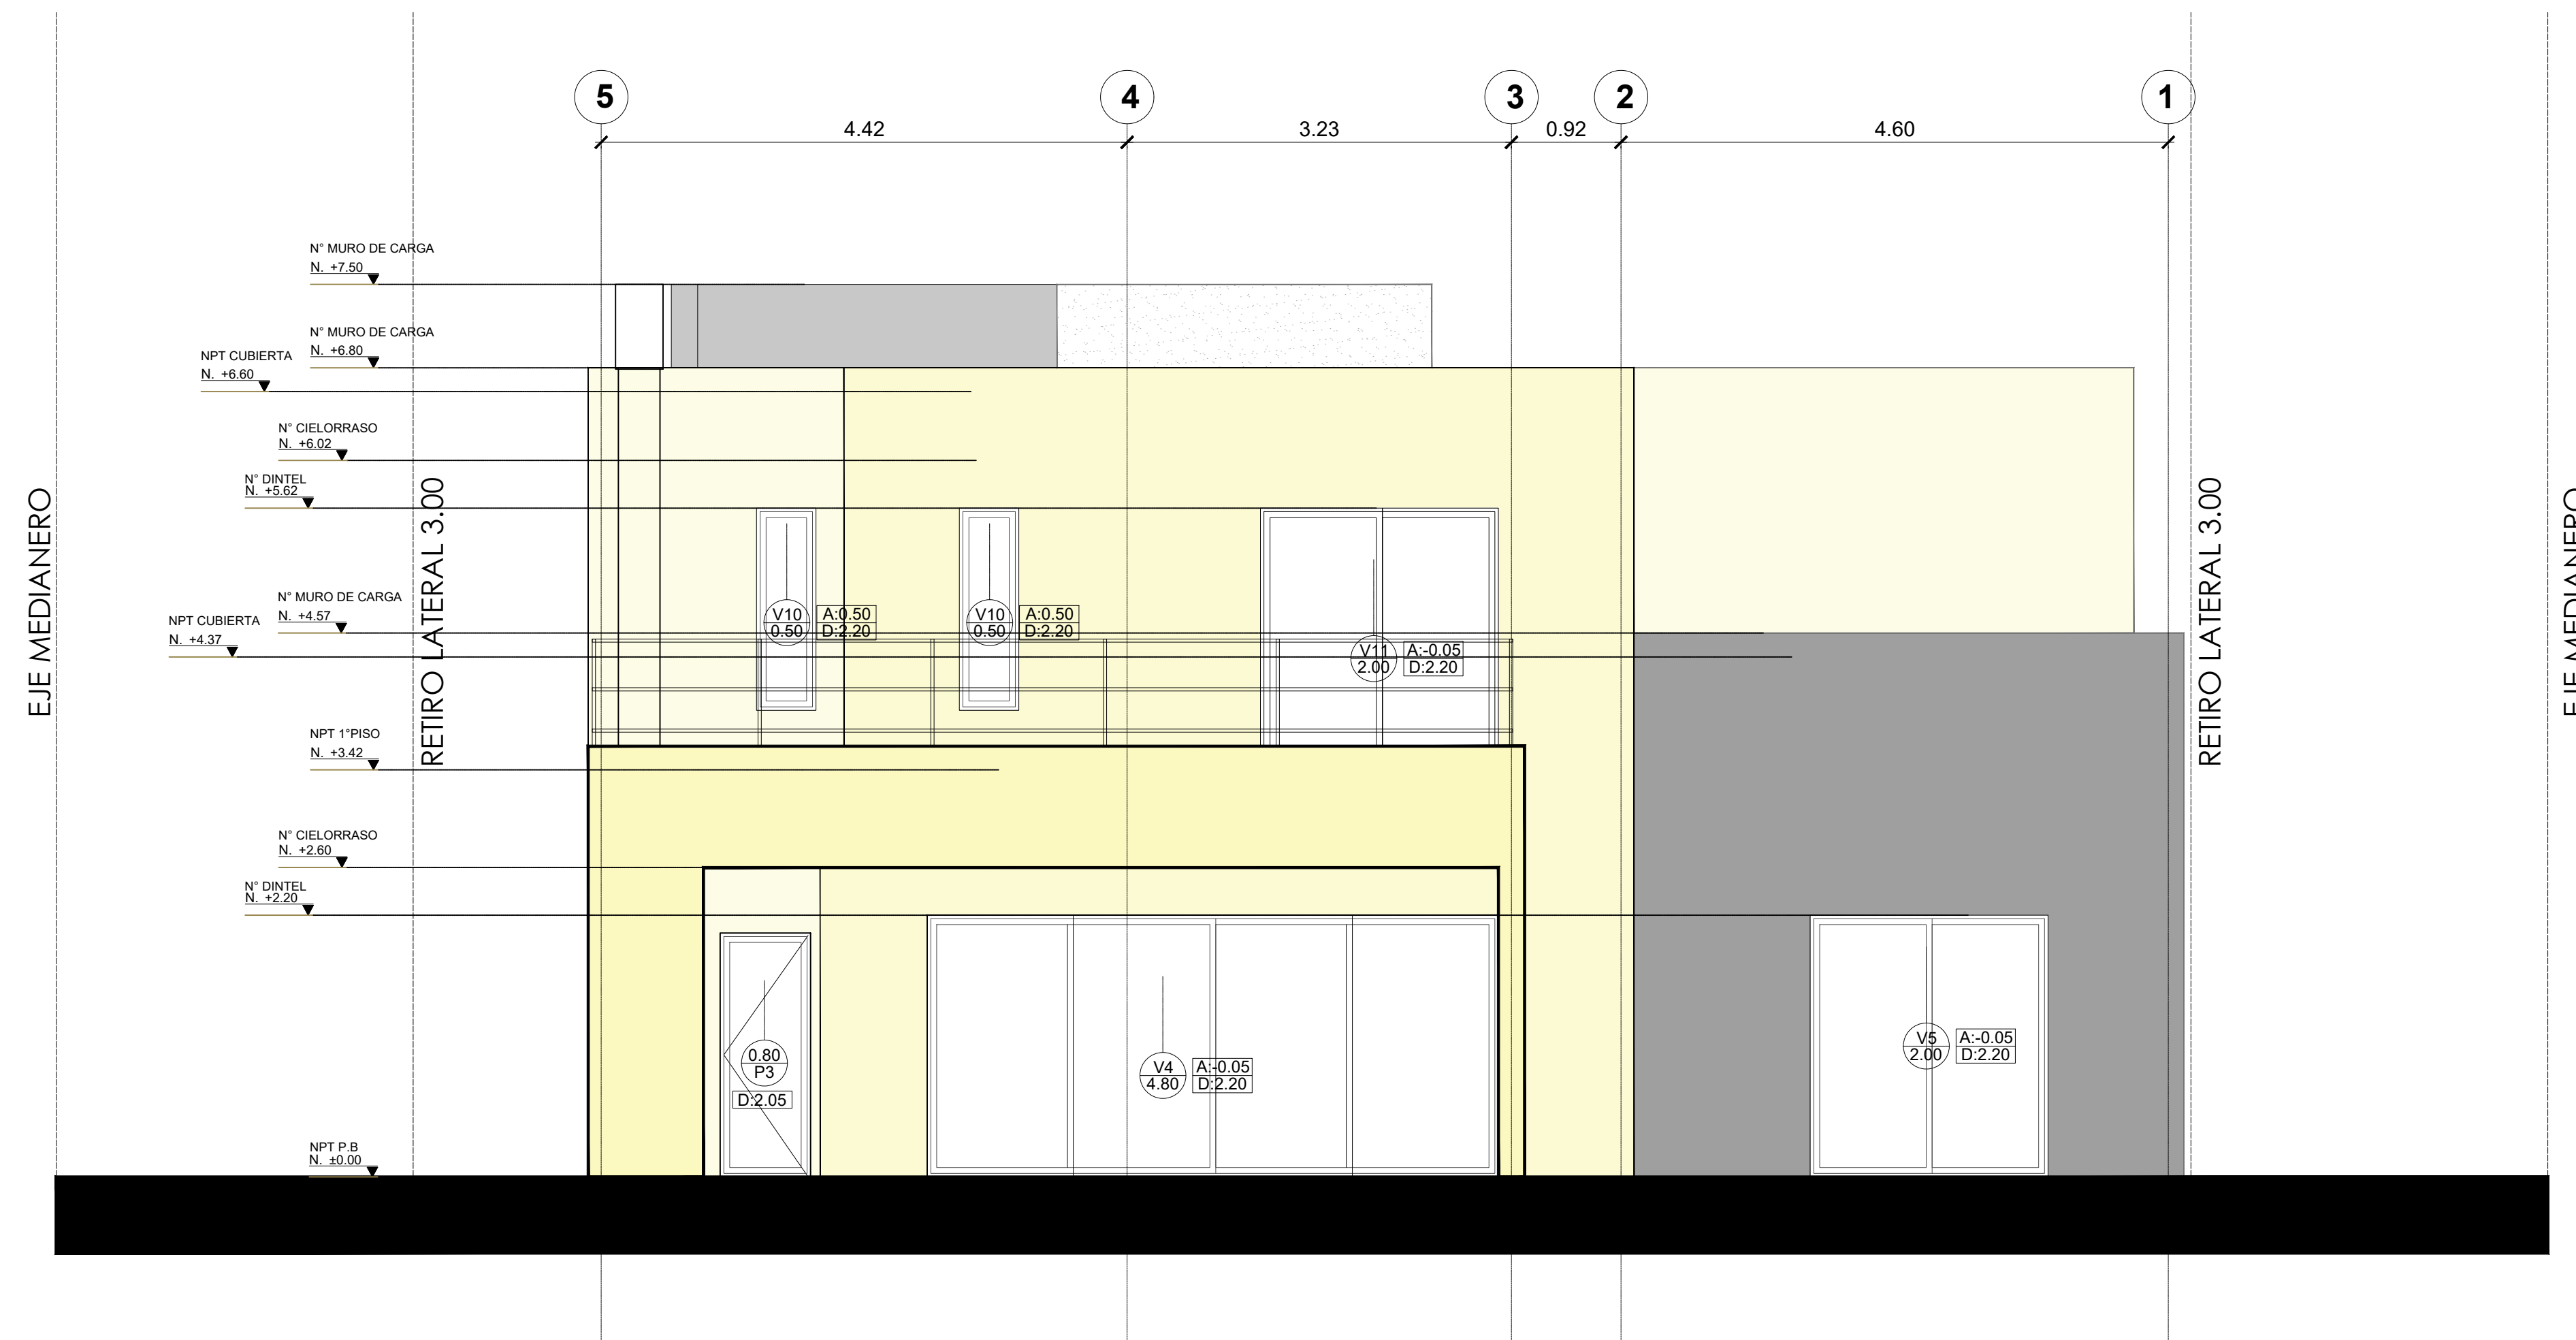 5
4
3
2
1
4.42
3.23
0.92
4.60
N° MURO DE CARGA
N. +7.50
N° MURO DE CARGA
N. +6.80
NPT CUBIERTA
N. +6.60
N° CIELORRASO
N. +6.02
N° DINTEL
N. +5.62
EJE MEDIANERO
RETIRO LATERAL 3.00
RETIRO LATERAL 3.00
EJE MEDIANERO
N° MURO DE CARGA
N. +4.57
NPT CUBIERTA
N. +4.37
V10
0.50
A:0.50
D:2.20
V10
0.50
A:0.50
D:2.20
V11
2.00
A:-0.05
D:2.20
NPT 1°PISO
N. +3.42
N° CIELORRASO
N. +2.60
N° DINTEL
N. +2.20
0.80
P3
D:2.05
V4
4.80
A:-0.05
D:2.20
V5
2.00
A:-0.05
D:2.20
NPT P.B
N. ±0.00